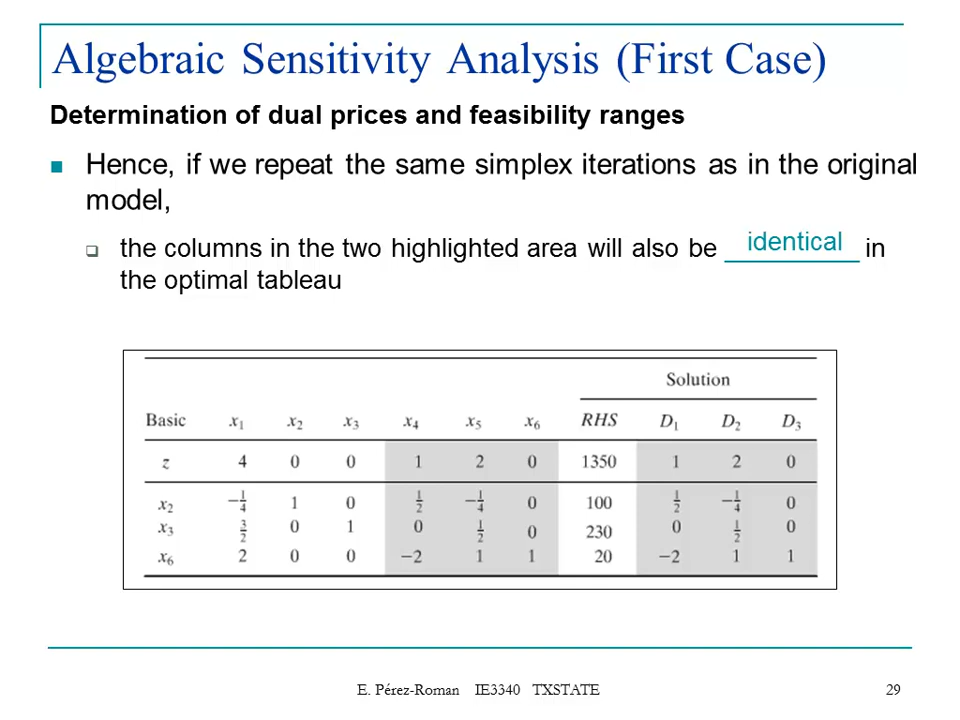 Algebraic Sensitivity Analysis (First Case)
Determination of dual prices and feasibility ranges
Hence, if we repeat the same simplex iterations as in the original
model,
the columns in the two highlighted area will also be identical in
the optimal tableau
Solution
Basic x₁ x₂ x₃ x₄ x₅ x₆ RHS D₁ D₂ D₃
z 4 0 0 1 2 0 1350 1 2 0
x₂ −1/4 1 0 1/2 −1/4 0 100 1/2 −1/4 0
x₃ 3/2 0 1 0 1/2 0 230 0 1/2 0
x₆ 2 0 0 −2 1 1 20 −2 1 1
E. Pérez-Roman IE3340 TXSTATE 29